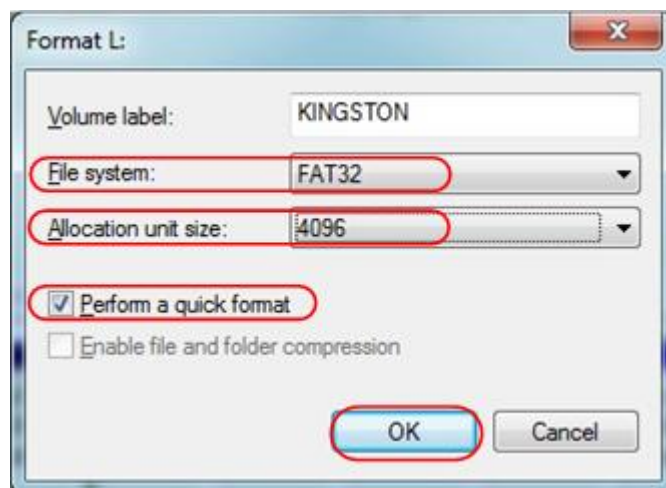 Format L:
Volume label: KINGSTON
File system: FAT32
Allocation unit size: 4096
Perform a quick format
Enable file and folder compression
OK Cancel